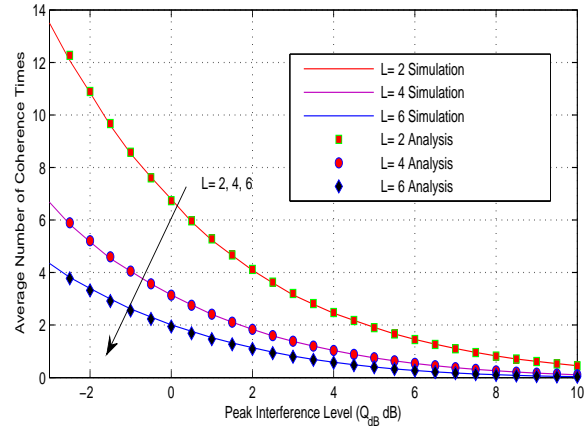 14
12
10
8
6
4
2
0
Average Number of Coherence Times
L= 2 Simulation
L= 4 Simulation
L= 6 Simulation
L= 2 Analysis
L= 4 Analysis
L= 6 Analysis
L= 2, 4, 6
−2 0 2 4 6 8 10
Peak Interference Level (Q_dB dB)